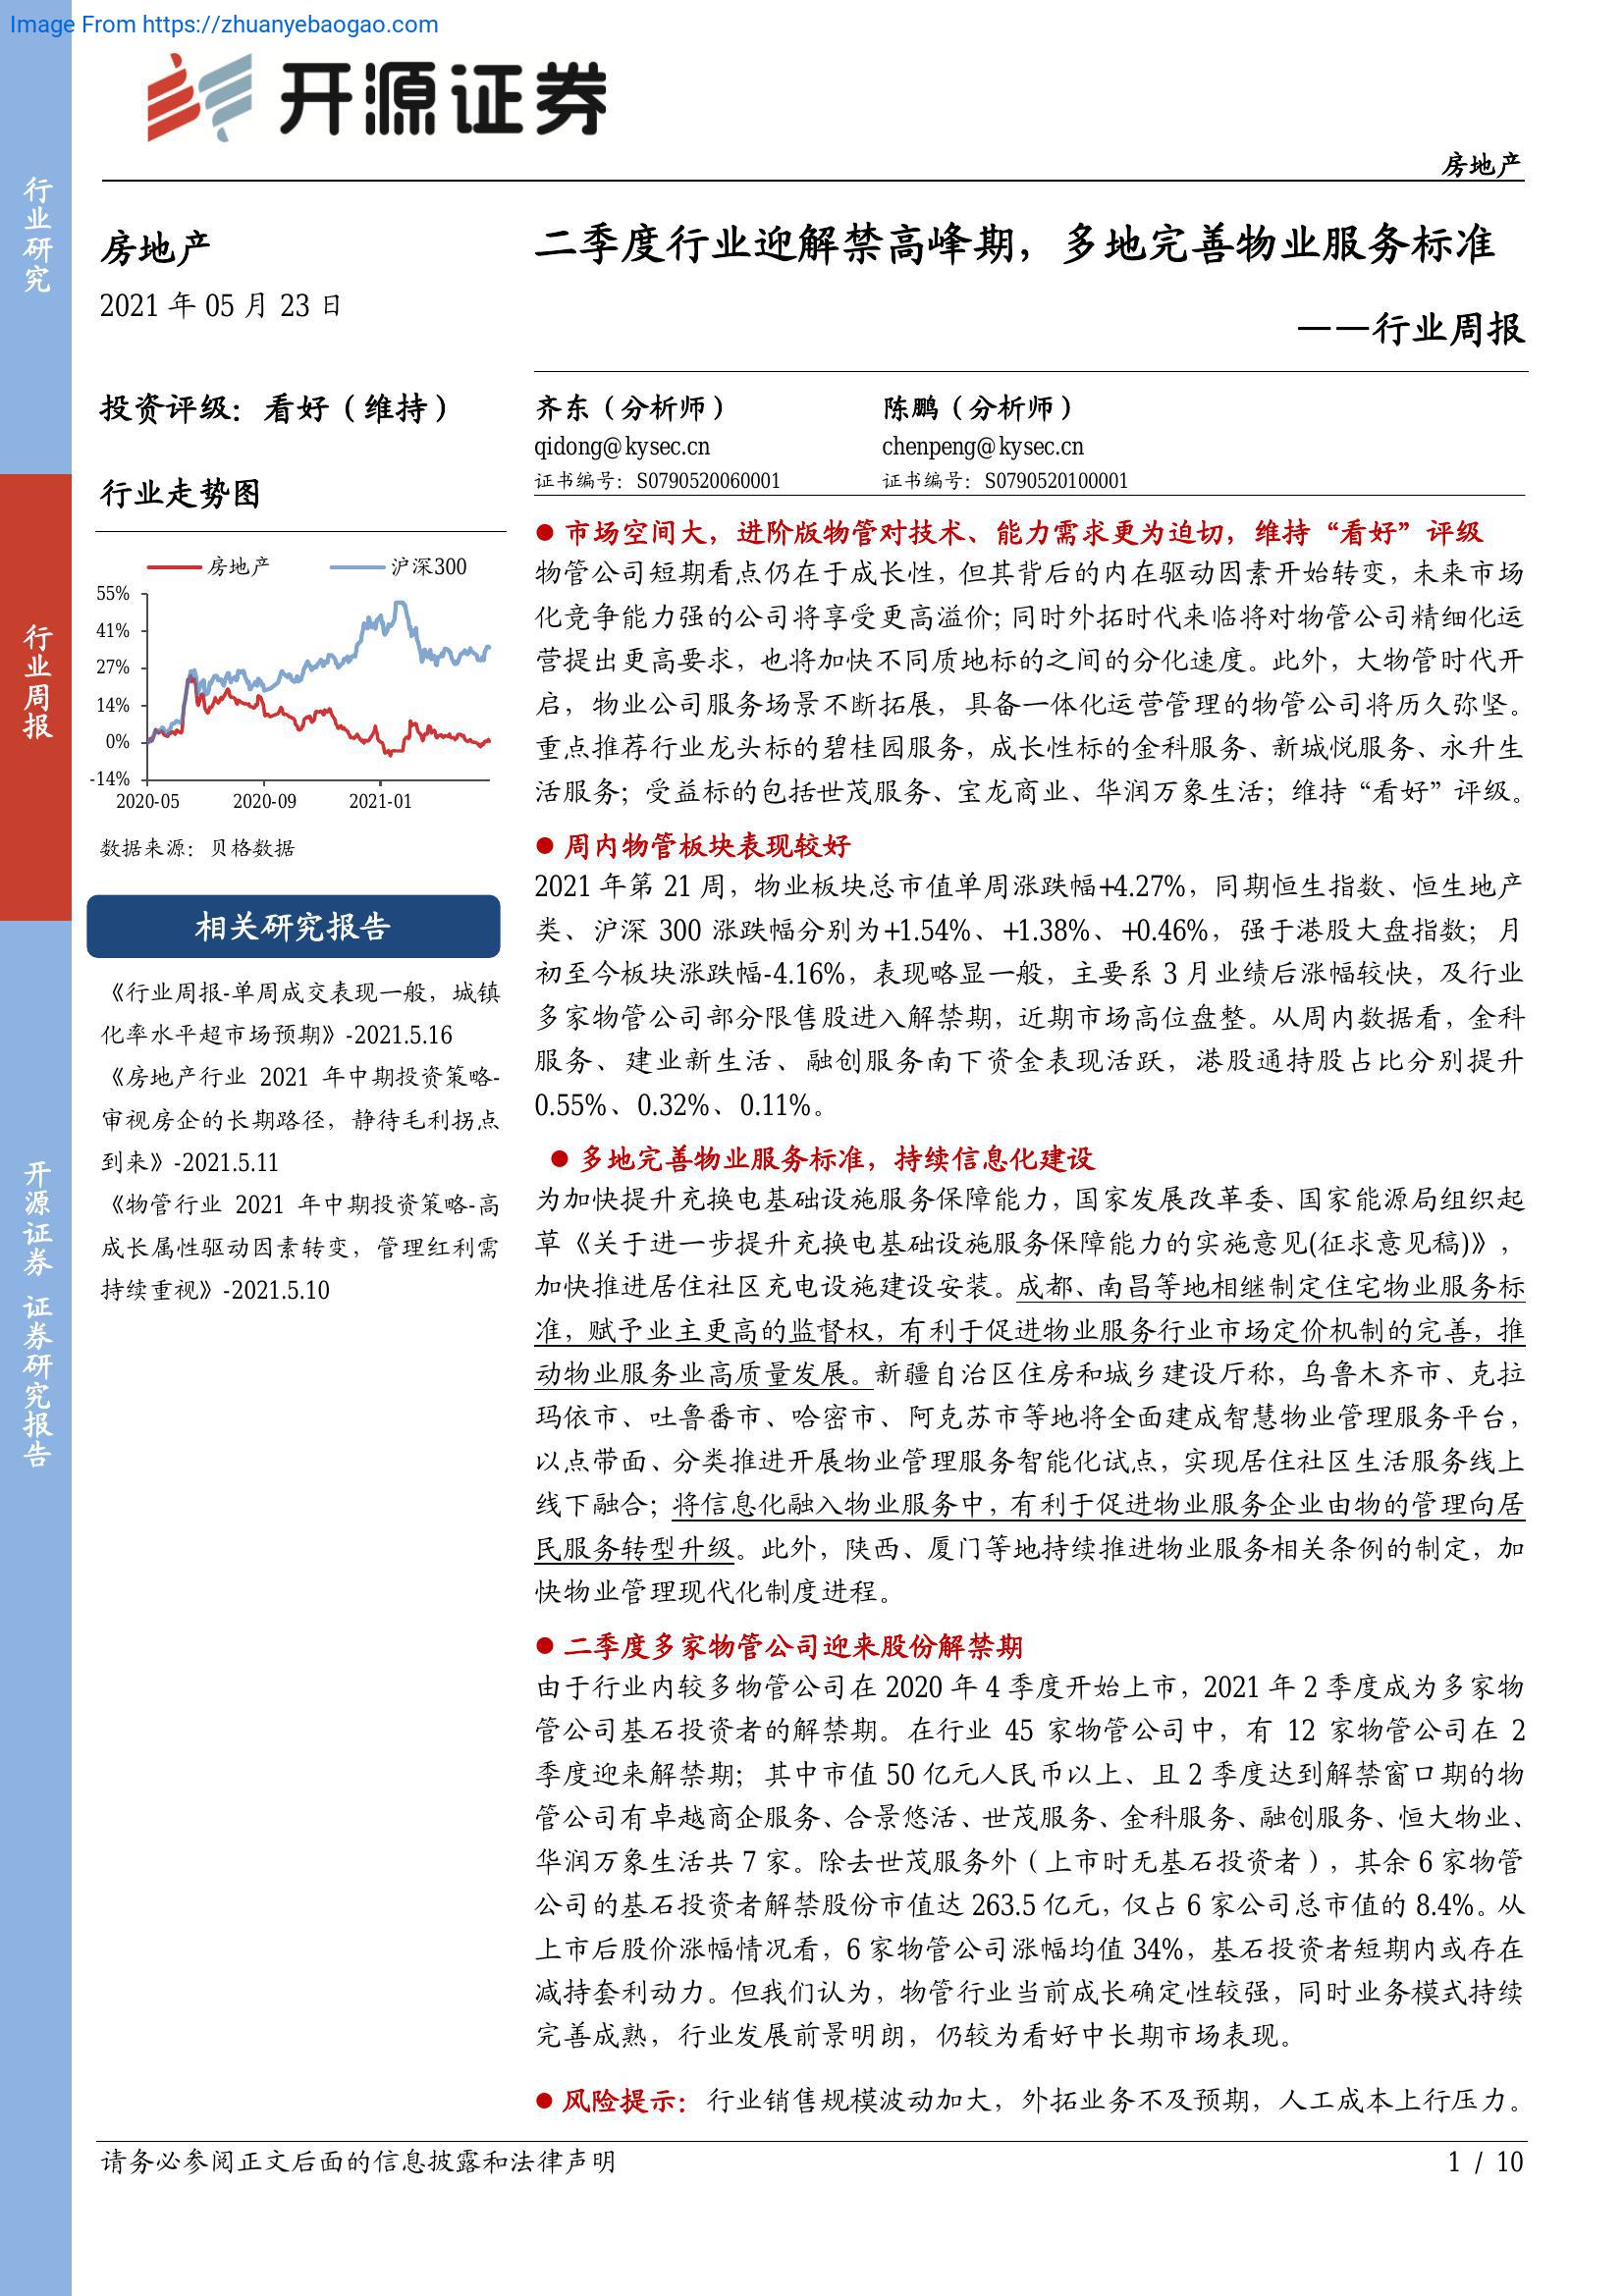 Image From https://zhuanyebaogao.com
开源证券
房地产
行业研究
行业周报
开源证券 证券研究报告
房地产
2021 年 05 月 23 日
投资评级：看好（维持）
行业走势图
房地产 沪深300
55%
41%
27%
14%
0%
-14%
2020-05 2020-09 2021-01
数据来源：贝格数据
相关研究报告
《行业周报-单周成交表现一般，城镇
化率水平超市场预期》-2021.5.16
《房地产行业 2021 年中期投资策略-
审视房企的长期路径，静待毛利拐点
到来》-2021.5.11
《物管行业 2021 年中期投资策略-高
成长属性驱动因素转变，管理红利需
持续重视》-2021.5.10
二季度行业迎解禁高峰期，多地完善物业服务标准
——行业周报
齐东（分析师） 陈鹏（分析师）
qidong@kysec.cn chenpeng@kysec.cn
证书编号：S0790520060001 证书编号：S0790520100001
● 市场空间大，进阶版物管对技术、能力需求更为迫切，维持“看好”评级
物管公司短期看点仍在于成长性，但其背后的内在驱动因素开始转变，未来市场
化竞争能力强的公司将享受更高溢价；同时外拓时代来临将对物管公司精细化运
营提出更高要求，也将加快不同质地标的之间的分化速度。此外，大物管时代开
启，物业公司服务场景不断拓展，具备一体化运营管理的物管公司将历久弥坚。
重点推荐行业龙头标的碧桂园服务，成长性标的金科服务、新城悦服务、永升生
活服务；受益标的包括世茂服务、宝龙商业、华润万象生活；维持“看好”评级。
● 周内物管板块表现较好
2021 年第 21 周，物业板块总市值单周涨跌幅+4.27%，同期恒生指数、恒生地产
类、沪深 300 涨跌幅分别为+1.54%、+1.38%、+0.46%，强于港股大盘指数；月
初至今板块涨跌幅-4.16%，表现略显一般，主要系 3 月业绩后涨幅较快，及行业
多家物管公司部分限售股进入解禁期，近期市场高位盘整。从周内数据看，金科
服务、建业新生活、融创服务南下资金表现活跃，港股通持股占比分别提升
0.55%、0.32%、0.11%。
● 多地完善物业服务标准，持续信息化建设
为加快提升充换电基础设施服务保障能力，国家发展改革委、国家能源局组织起
草《关于进一步提升充换电基础设施服务保障能力的实施意见(征求意见稿)》，
加快推进居住社区充电设施建设安装。成都、南昌等地相继制定住宅物业服务标
准，赋予业主更高的监督权，有利于促进物业服务行业市场定价机制的完善，推
动物业服务业高质量发展。新疆自治区住房和城乡建设厅称，乌鲁木齐市、克拉
玛依市、吐鲁番市、哈密市、阿克苏市等地将全面建成智慧物业管理服务平台，
以点带面、分类推进开展物业管理服务智能化试点，实现居住社区生活服务线上
线下融合；将信息化融入物业服务中，有利于促进物业服务企业由物的管理向居
民服务转型升级。此外，陕西、厦门等地持续推进物业服务相关条例的制定，加
快物业管理现代化制度进程。
● 二季度多家物管公司迎来股份解禁期
由于行业内较多物管公司在 2020 年 4 季度开始上市，2021 年 2 季度成为多家物
管公司基石投资者的解禁期。在行业 45 家物管公司中，有 12 家物管公司在 2
季度迎来解禁期；其中市值 50 亿元人民币以上、且 2 季度达到解禁窗口期的物
管公司有卓越商企服务、合景悠活、世茂服务、金科服务、融创服务、恒大物业、
华润万象生活共 7 家。除去世茂服务外（上市时无基石投资者），其余 6 家物管
公司的基石投资者解禁股份市值达 263.5 亿元，仅占 6 家公司总市值的 8.4%。从
上市后股价涨幅情况看，6 家物管公司涨幅均值 34%，基石投资者短期内或存在
减持套利动力。但我们认为，物管行业当前成长确定性较强，同时业务模式持续
完善成熟，行业发展前景明朗，仍较为看好中长期市场表现。
● 风险提示：行业销售规模波动加大，外拓业务不及预期，人工成本上行压力。
请务必参阅正文后面的信息披露和法律声明 1 / 10